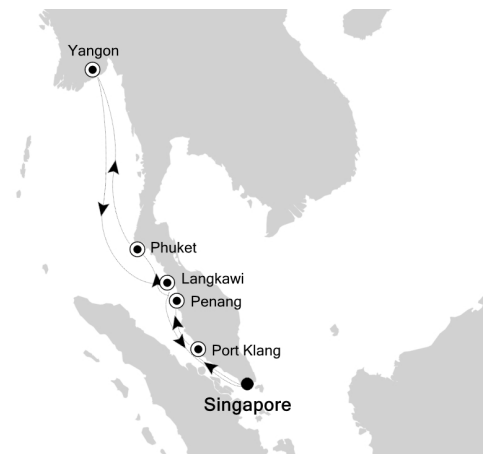 Yangon
Phuket
Langkawi
Penang
Port Klang
Singapore